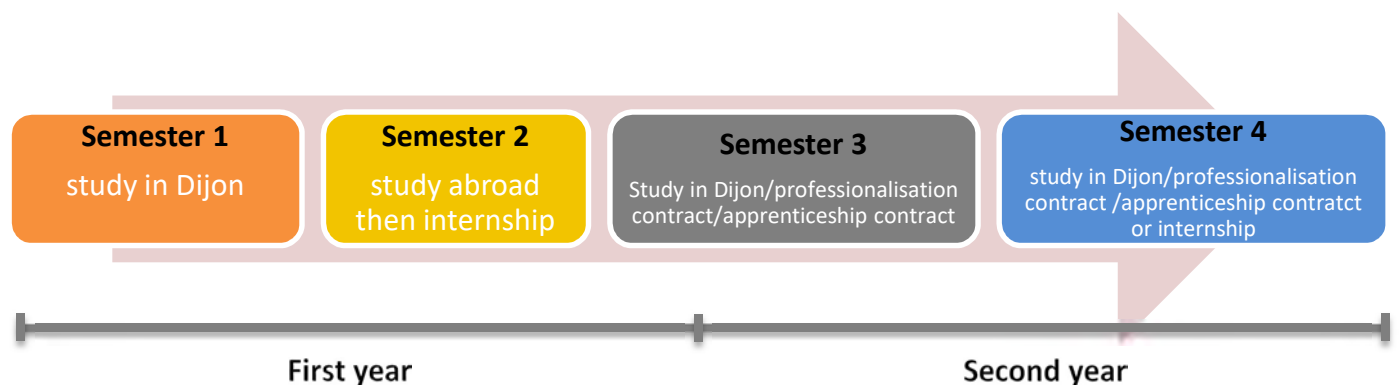 Semester 1
study in Dijon
Semester 2
study abroad
then internship
Semester 3
Study in Dijon/professionalisation
contract/apprenticeship contract
Semester 4
study in Dijon/professionalisation
contract /apprenticeship contratct
or internship
First year
Second year